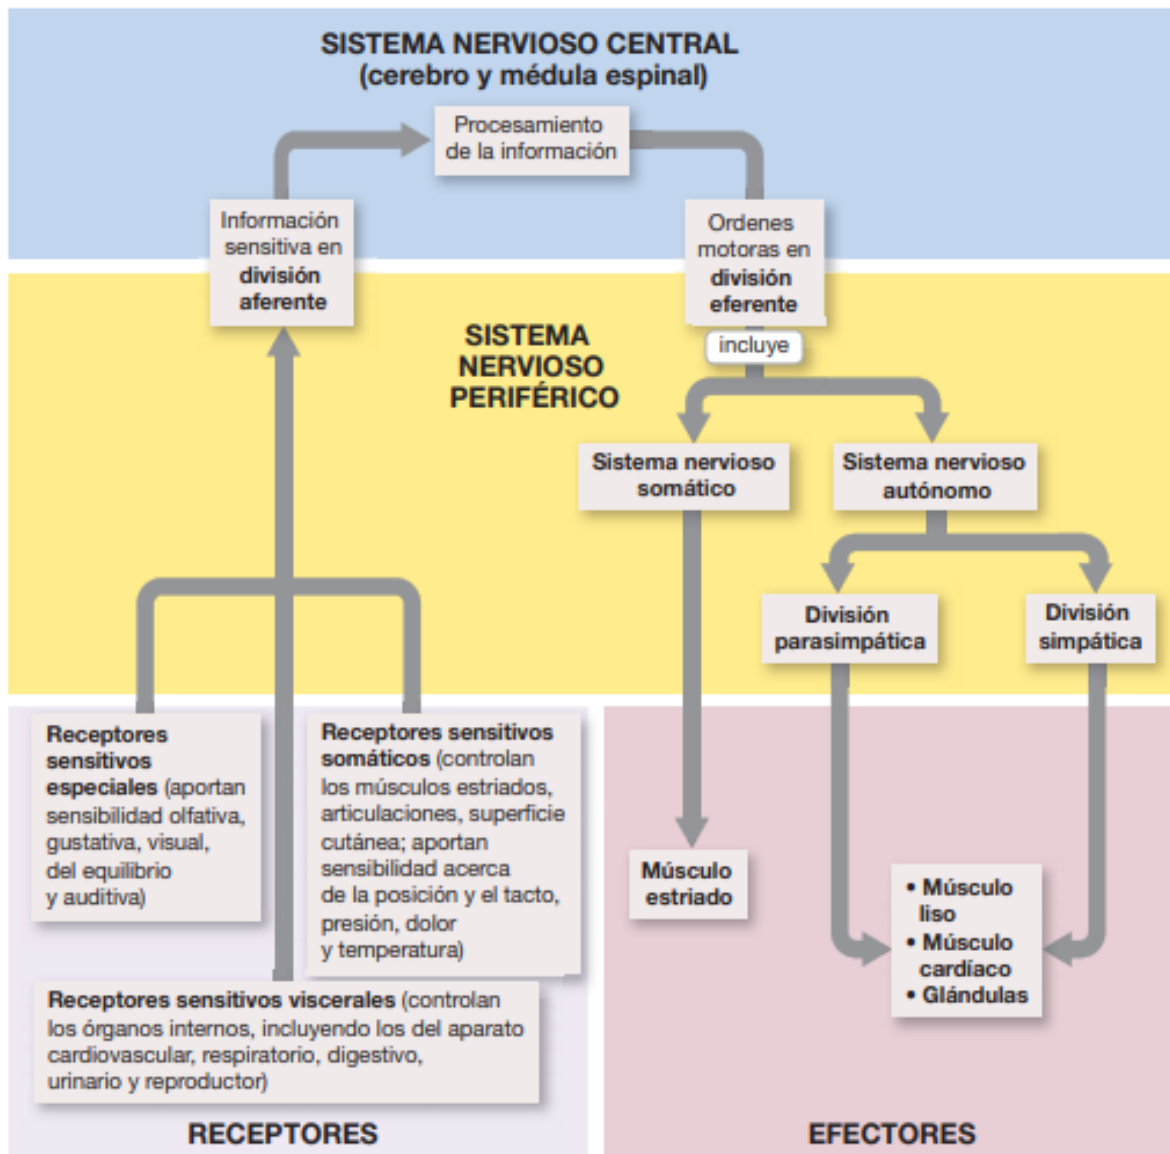 SISTEMA NERVIOSO CENTRAL
(cerebro y médula espinal)
Procesamiento
de la información
Información
sensitiva en
división
aferente
Ordenes
motoras en
división
eferente
incluye
SISTEMA
NERVIOSO
PERIFÉRICO
Sistema nervioso
somático
Sistema nervioso
autónomo
División
parasimpática
División
simpática
Receptores
sensitivos
especiales (aportan
sensibilidad olfativa,
gustativa, visual,
del equilibrio
y auditiva)
Receptores sensitivos
somáticos (controlan
los músculos estriados,
articulaciones, superficie
cutánea; aportan
sensibilidad acerca
de la posición y el tacto,
presión, dolor
y temperatura)
Receptores sensitivos viscerales (controlan
los órganos internos, incluyendo los del aparato
cardiovascular, respiratorio, digestivo,
urinario y reproductor)
RECEPTORES
Músculo
estriado
• Músculo
liso
• Músculo
cardíaco
• Glándulas
EFECTORES